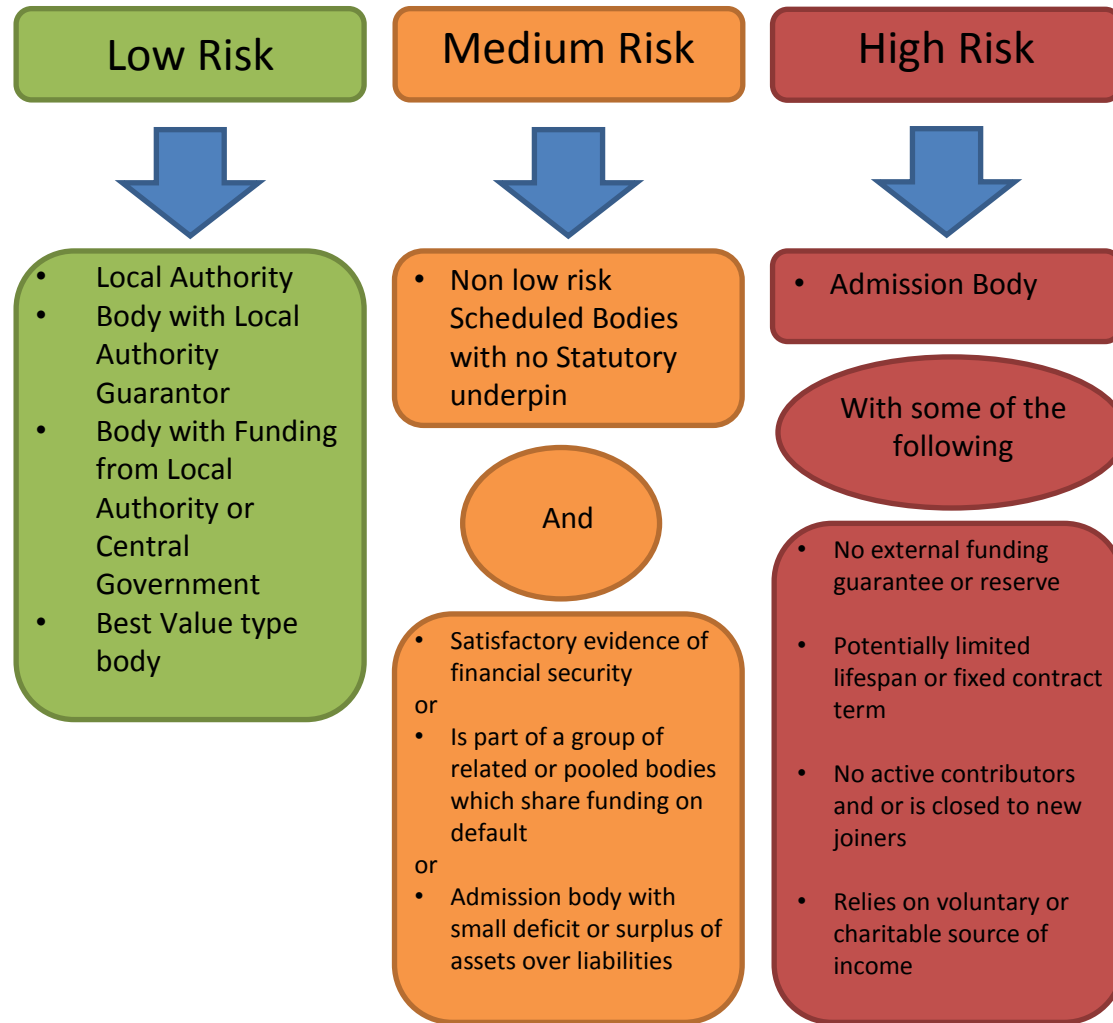 Low Risk
• Local Authority
• Body with Local
Authority
Guarantor
• Body with Funding
from Local
Authority or
Central
Government
• Best Value type
body
Medium Risk
• Non low risk
Scheduled Bodies
with no Statutory
underpin
And
• Satisfactory evidence of
financial security
or
• Is part of a group of
related or pooled bodies
which share funding on
default
or
• Admission body with
small deficit or surplus of
assets over liabilities
High Risk
• Admission Body
With some of the
following
• No external funding
guarantee or reserve
• Potentially limited
lifespan or fixed contract
term
• No active contributors
and or is closed to new
joiners
• Relies on voluntary or
charitable source of
income